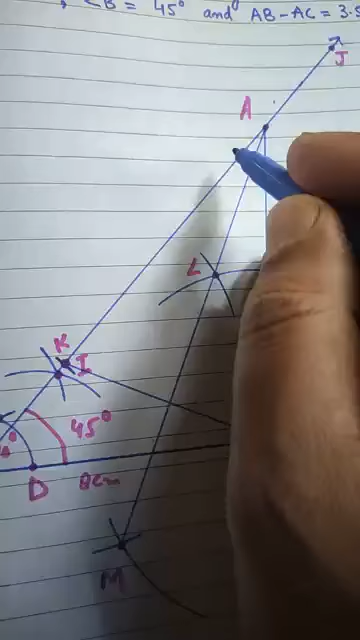 ∠B = 45° and AB - AC = 3.5
J
A
L
K
I
45°
D 8cm
M